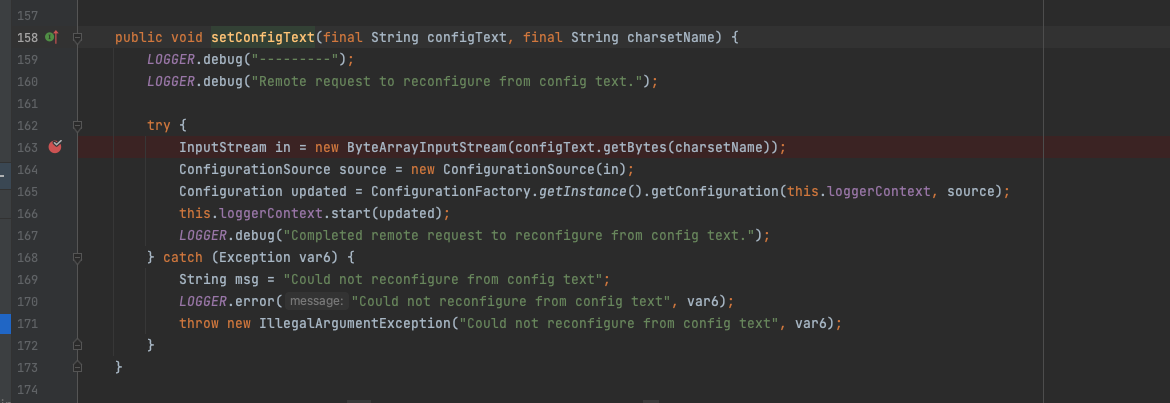 157
158 public void setConfigText(final String configText, final String charsetName) {
159 LOGGER.debug("---------");
160 LOGGER.debug("Remote request to reconfigure from config text.");
161
162 try {
163 InputStream in = new ByteArrayInputStream(configText.getBytes(charsetName));
164 ConfigurationSource source = new ConfigurationSource(in);
165 Configuration updated = ConfigurationFactory.getInstance().getConfiguration(this.loggerContext, source);
166 this.loggerContext.start(updated);
167 LOGGER.debug("Completed remote request to reconfigure from config text.");
168 } catch (Exception var6) {
169 String msg = "Could not reconfigure from config text";
170 LOGGER.error( message: "Could not reconfigure from config text", var6);
171 throw new IllegalArgumentException("Could not reconfigure from config text", var6);
172 }
173 }
174